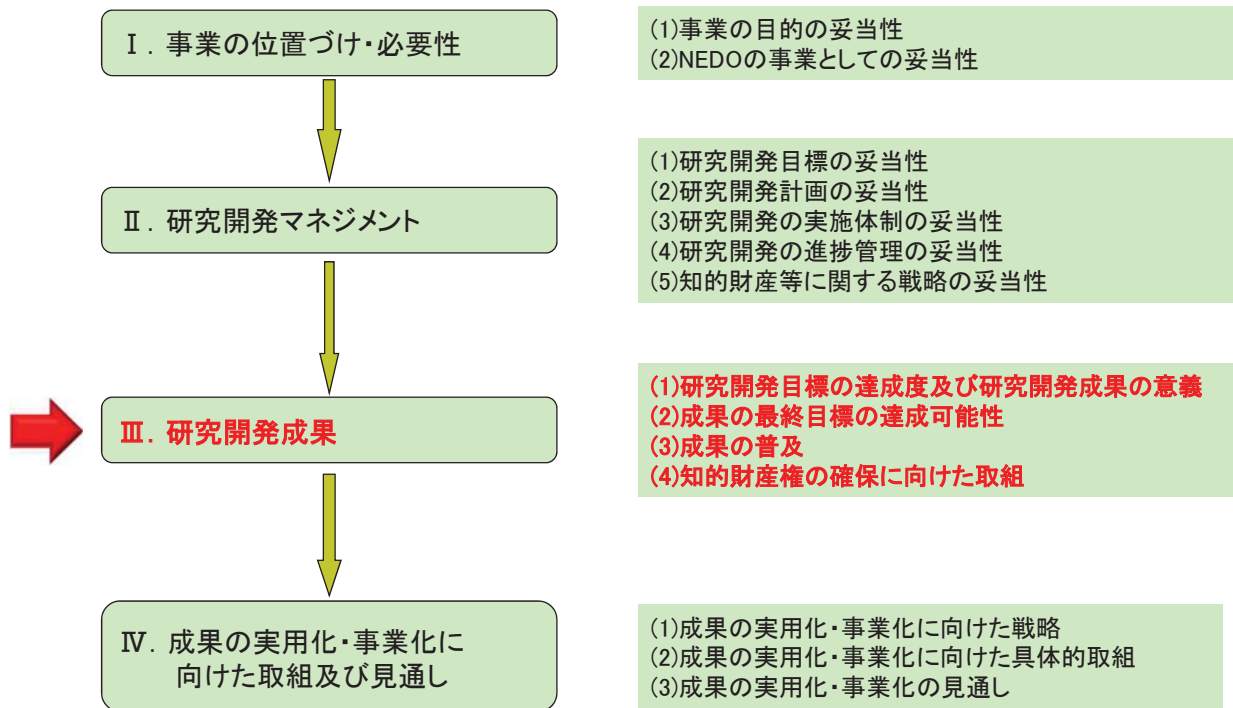 Ⅰ．事業の位置づけ・必要性
(1)事業の目的の妥当性
(2)NEDOの事業としての妥当性
Ⅱ．研究開発マネジメント
(1)研究開発目標の妥当性
(2)研究開発計画の妥当性
(3)研究開発の実施体制の妥当性
(4)研究開発の進捗管理の妥当性
(5)知的財産等に関する戦略の妥当性
Ⅲ．研究開発成果
(1)研究開発目標の達成度及び研究開発成果の意義
(2)成果の最終目標の達成可能性
(3)成果の普及
(4)知的財産権の確保に向けた取組
Ⅳ．成果の実用化・事業化に
向けた取組及び見通し
(1)成果の実用化・事業化に向けた戦略
(2)成果の実用化・事業化に向けた具体的取組
(3)成果の実用化・事業化の見通し